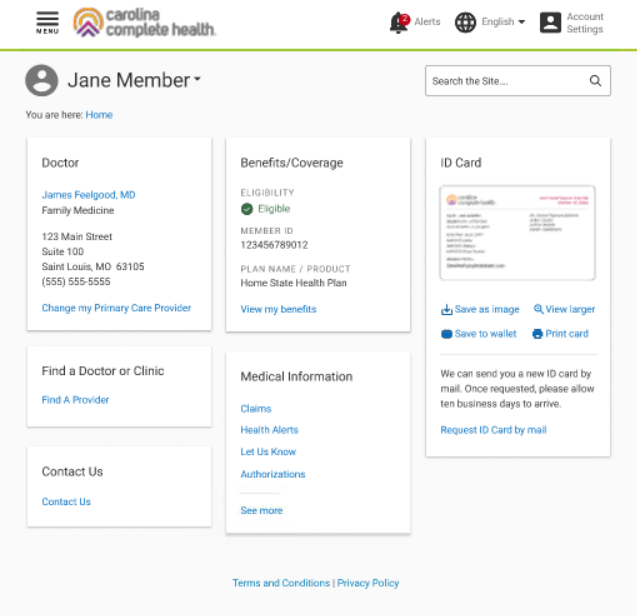 MENU
carolina
complete health.
2
Alerts
English
Account
Settings
Jane Member
Search the Site...
You are here: Home
Doctor
James Feelgood, MD
Family Medicine
123 Main Street
Suite 100
Saint Louis, MO 63105
(555) 555-5555
Change my Primary Care Provider
Find a Doctor or Clinic
Find A Provider
Contact Us
Contact Us
Benefits/Coverage
ELIGIBILITY
Eligible
MEMBER ID
123456789012
PLAN NAME / PRODUCT
Home State Health Plan
View my benefits
Medical Information
Claims
Health Alerts
Let Us Know
Authorizations
See more
ID Card
carolina
complete health.
Save as image
View larger
Save to wallet
Print card
We can send you a new ID card by
mail. Once requested, please allow
ten business days to arrive.
Request ID Card by mail
Terms and Conditions | Privacy Policy